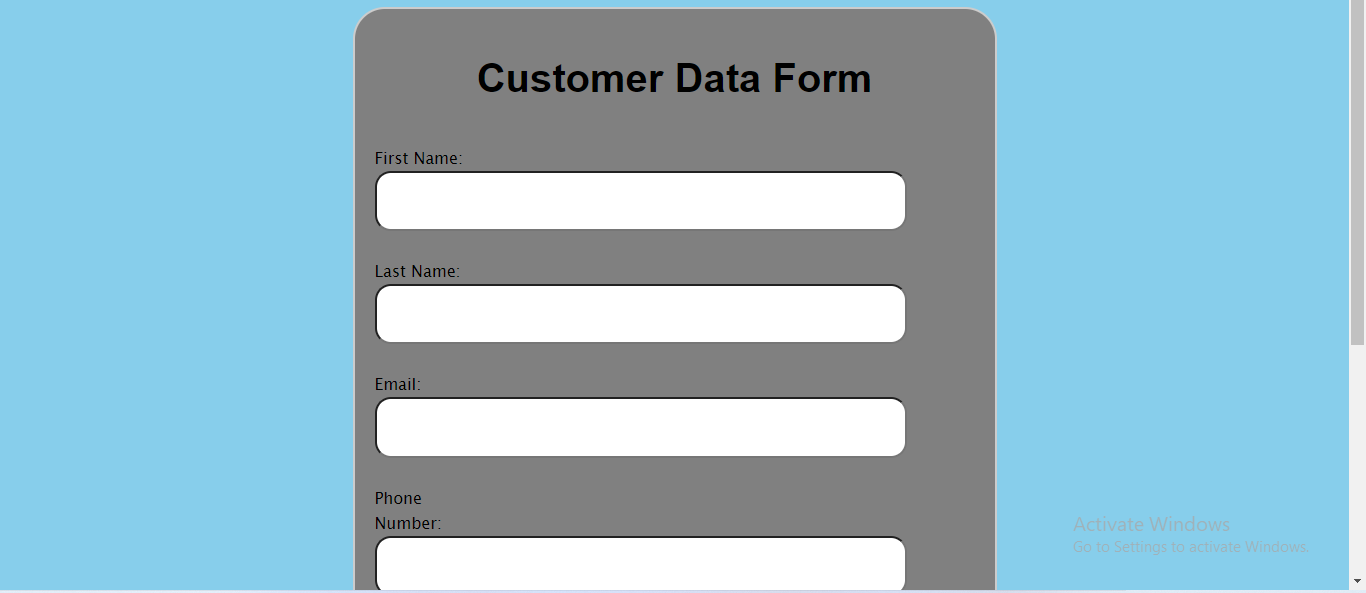 Customer Data Form
First Name:
Last Name:
Email:
Phone
Number:
Activate Windows
Go to Settings to activate Windows.